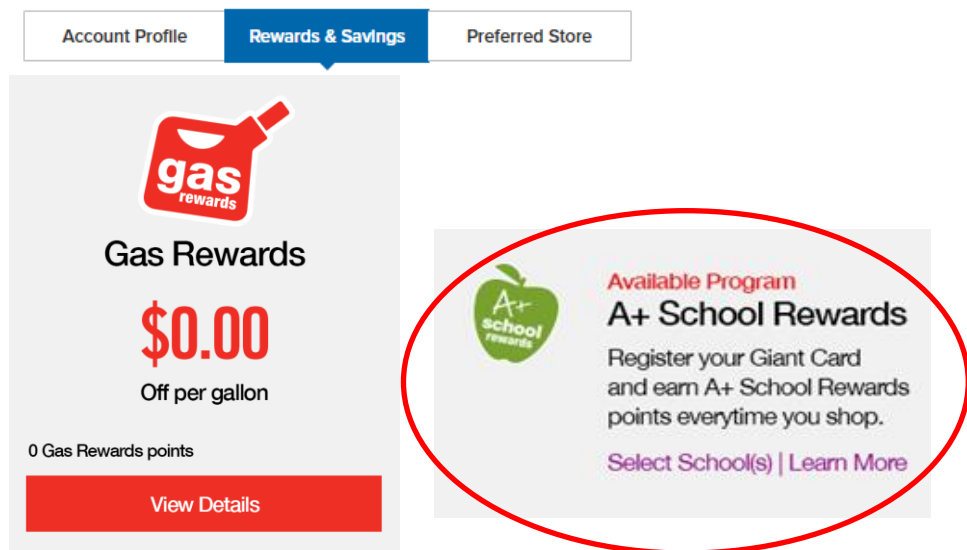 Account Profile
Rewards & Savings
Preferred Store
gas
rewards
Gas Rewards
$0.00
Off per gallon
0 Gas Rewards points
View Details
A+
school
rewards
Available Program
A+ School Rewards
Register your Giant Card
and earn A+ School Rewards
points everytime you shop.
Select School(s) | Learn More